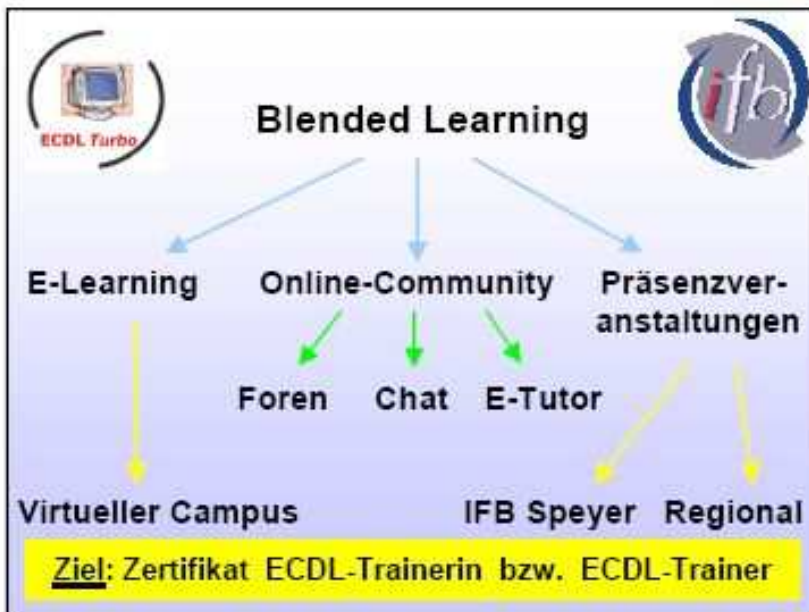 ECDL Turbo
ifb
Blended Learning
E-Learning
Online-Community
Präsenzver-
anstaltungen
Foren
Chat
E-Tutor
Virtueller Campus
IFB Speyer
Regional
Ziel: Zertifikat ECDL-Trainerin bzw. ECDL-Trainer